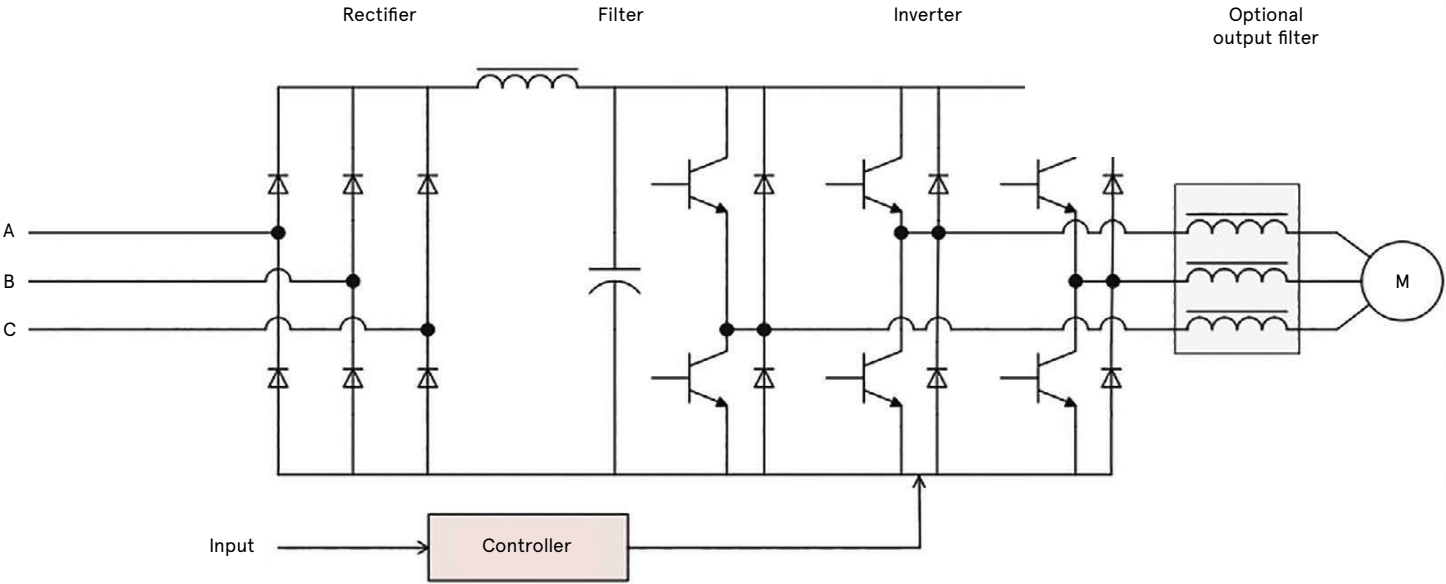 Rectifier
Filter
Inverter
Optional
output filter
A
B
C
M
Input
Controller